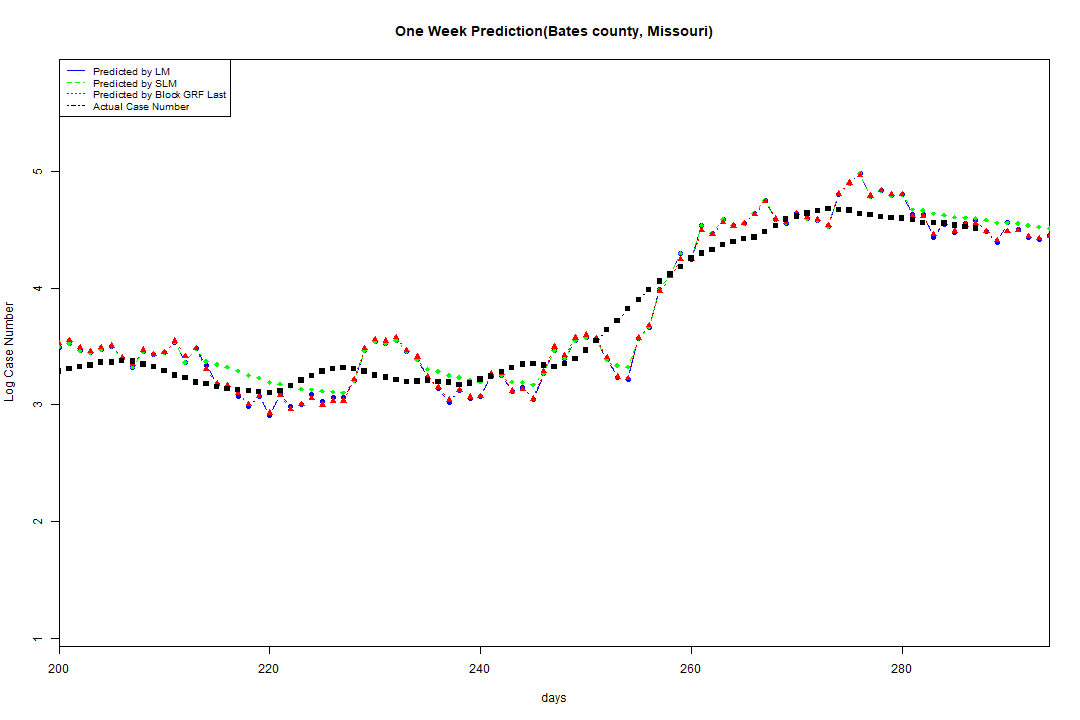 One Week Prediction(Bates county, Missouri)
Predicted by LM
Predicted by SLM
Predicted by Block GRF Last
Actual Case Number
5
4
3
2
1
Log Case Number
200 220 240 260 280
days